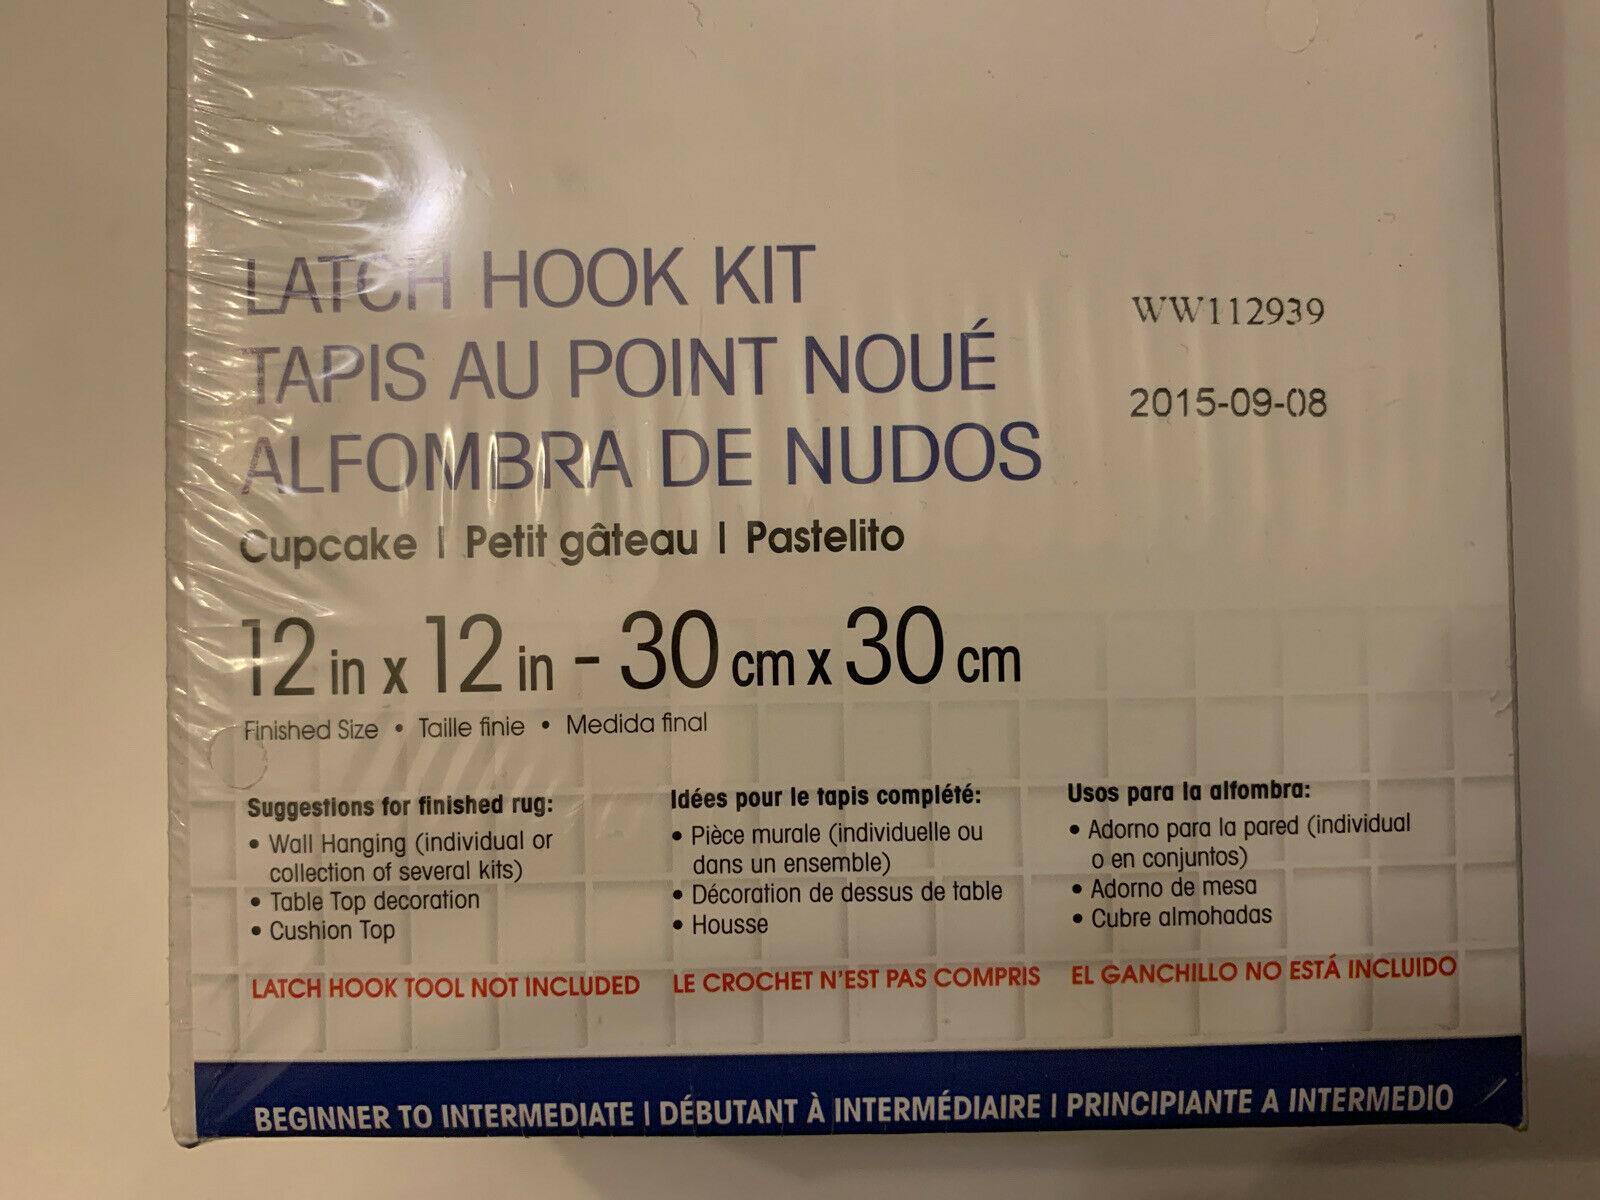 LATCH HOOK KIT
TAPIS AU POINT NOUÉ
ALFOMBRA DE NUDOS
WW112939
2015-09-08
Cupcake | Petit gâteau | Pastelito
12 in x 12 in - 30 cm x 30 cm
Finished Size • Taille finie • Medida final
Suggestions for finished rug:
• Wall Hanging (individual or
collection of several kits)
• Table Top decoration
• Cushion Top
LATCH HOOK TOOL NOT INCLUDED
Idées pour le tapis complété:
• Pièce murale (individuelle ou
dans un ensemble)
• Décoration de dessus de table
• Housse
LE CROCHET N'EST PAS COMPRIS
Usos para la alfombra:
• Adorno para la pared (individual
o en conjuntos)
• Adorno de mesa
• Cubre almohadas
EL GANCHILLO NO ESTÁ INCLUIDO
BEGINNER TO INTERMEDIATE | DÉBUTANT À INTERMÉDIAIRE | PRINCIPIANTE A INTERMEDIO